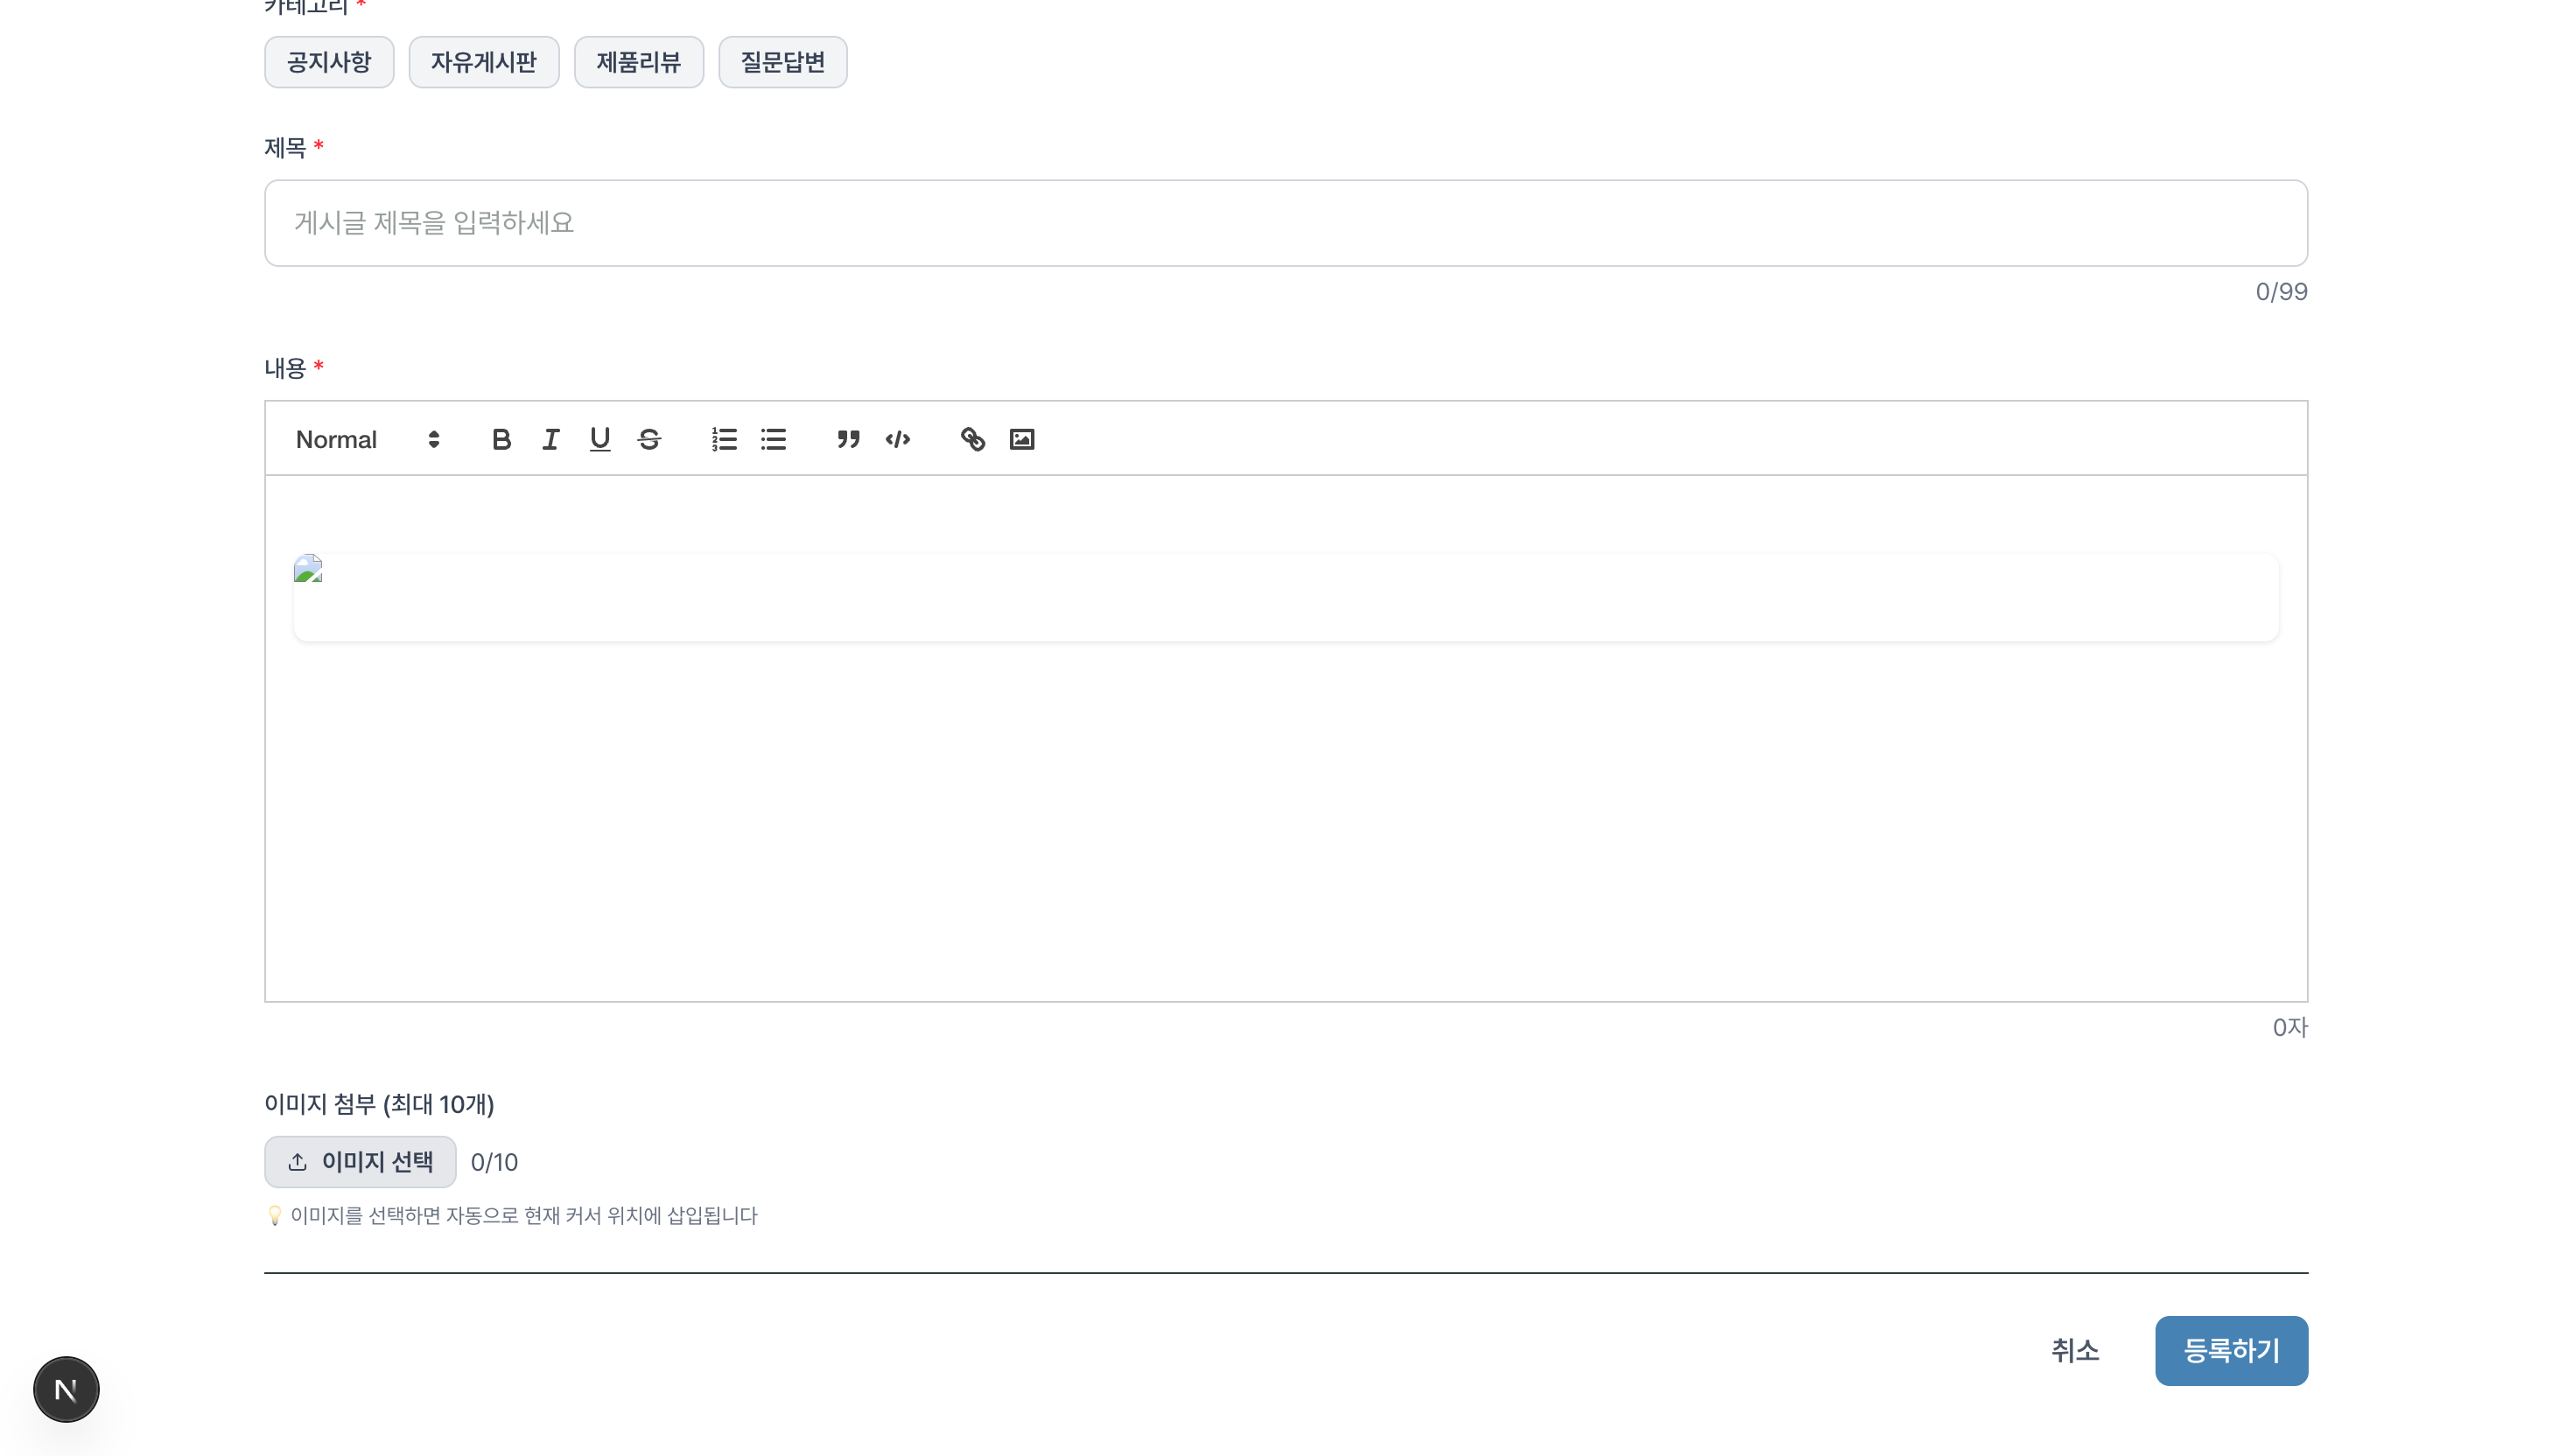 카테고리 *
공지사항 자유게시판 제품리뷰 질문답변
제목 *
게시글 제목을 입력하세요
0/99
내용 *
Normal
0자
이미지 첨부 (최대 10개)
이미지 선택 0/10
💡 이미지를 선택하면 자동으로 현재 커서 위치에 삽입됩니다
취소 등록하기
N